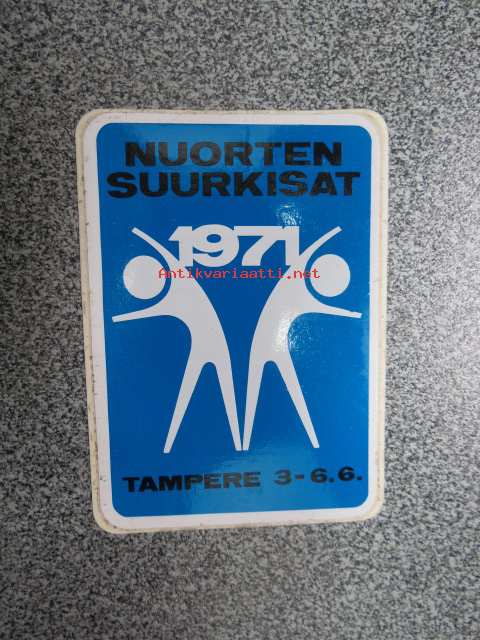 NUORTEN
SUURKISAT
1971
Antikvariaatti.net
TAMPERE 3-6.6.